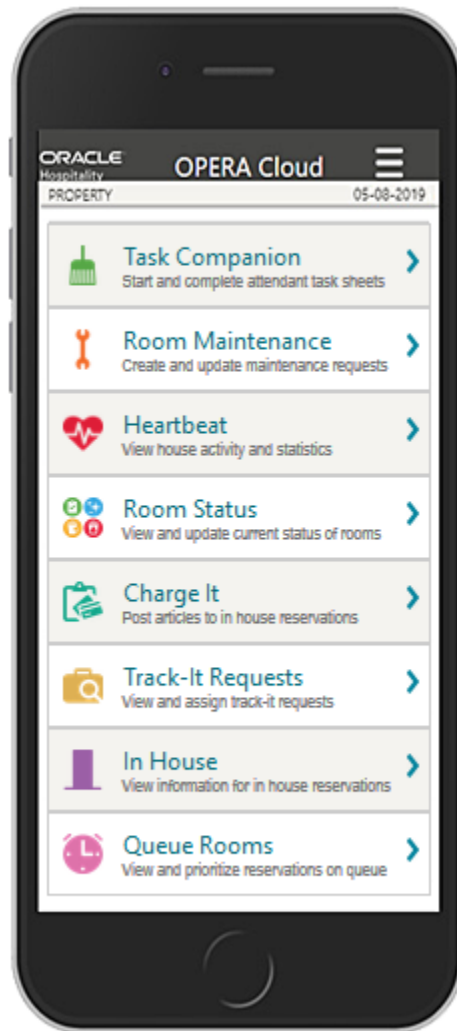 ORACLE
Hospitality
OPERA Cloud
PROPERTY 05-08-2019
Task Companion
Start and complete attendant task sheets
Room Maintenance
Create and update maintenance requests
Heartbeat
View house activity and statistics
Room Status
View and update current status of rooms
Charge It
Post articles to in house reservations
Track-It Requests
View and assign track-it requests
In House
View information for in house reservations
Queue Rooms
View and prioritize reservations on queue